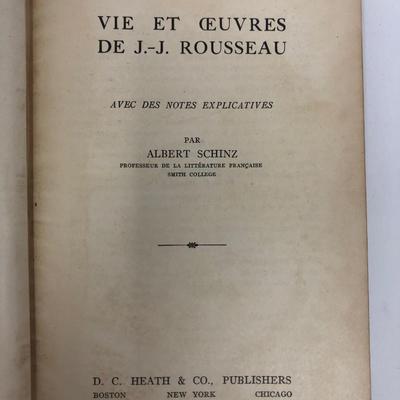 VIE ET ŒUVRES
DE J.-J. ROUSSEAU
AVEC DES NOTES EXPLICATIVES
PAR
ALBERT SCHINZ
PROFESSEUR DE LA LITTÉRATURE FRANÇAISE
SMITH COLLEGE
D. C. HEATH & CO., PUBLISHERS
BOSTON NEW YORK CHICAGO